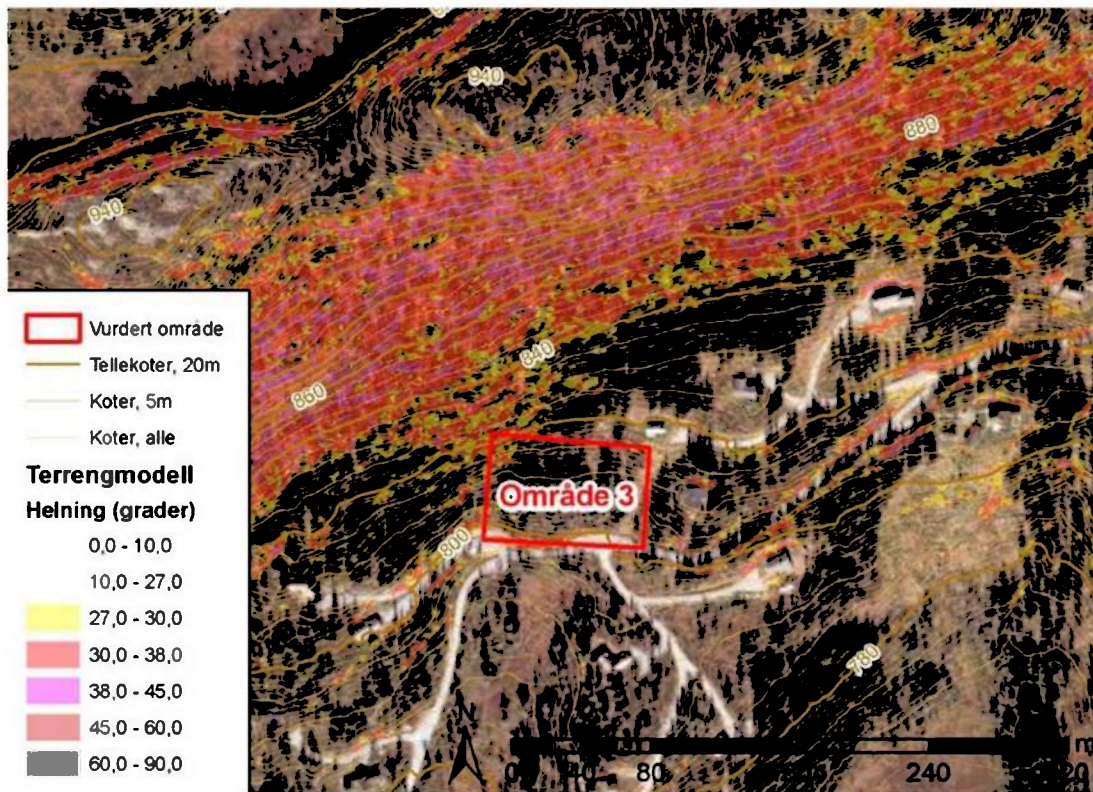 940
880
940
840
860
Område 3
800
780
Vurdert område
Tellekoter, 20m
Koter, 5m
Koter, alle
Terrengmodell
Helning (grader)
0,0 - 10,0
10,0 - 27,0
27,0 - 30,0
30,0 - 38,0
38,0 - 45,0
45,0 - 60,0
60,0 - 90,0
m
0 40 80 240